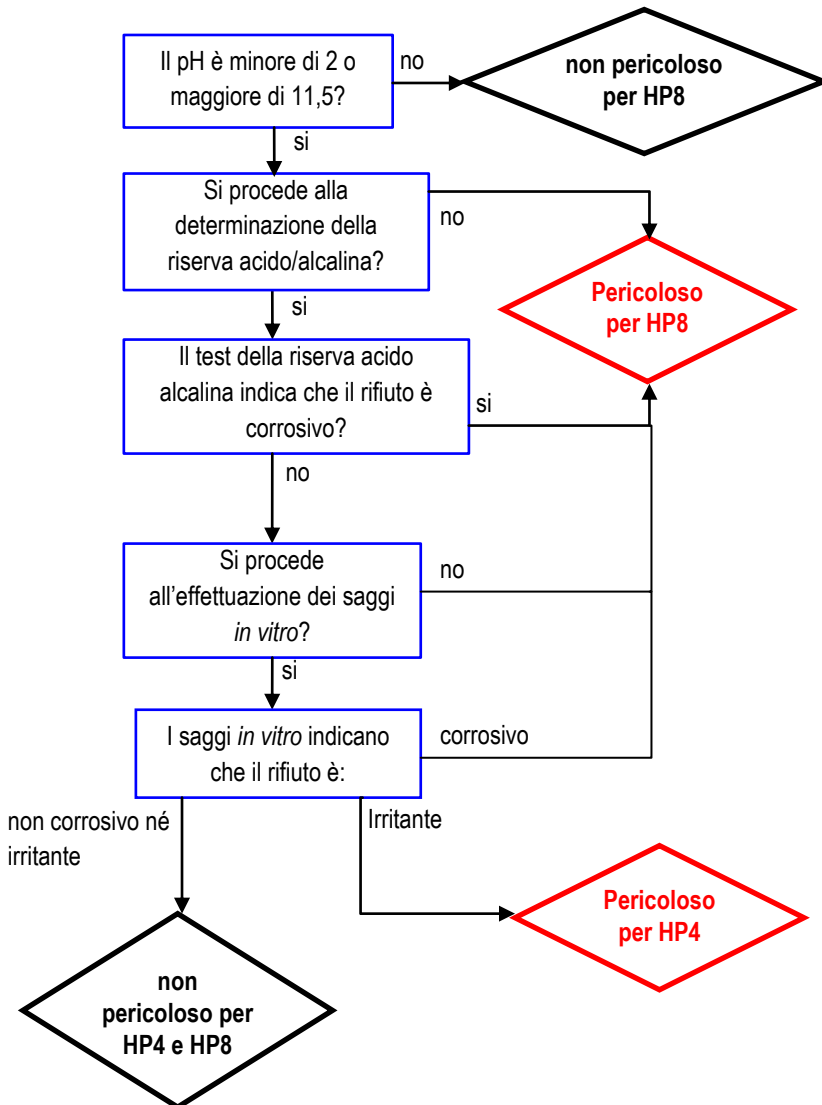 Il pH è minore di 2 o
maggiore di 11,5?
no
non pericoloso
per HP8
si
Si procede alla
determinazione della
riserva acido/alcalina?
no
Pericoloso
per HP8
si
Il test della riserva acido
alcalina indica che il rifiuto è
corrosivo?
si
no
Si procede
all’effettuazione dei saggi
in vitro?
no
si
I saggi in vitro indicano
che il rifiuto è:
corrosivo
non corrosivo né
irritante
Irritante
Pericoloso
per HP4
non
pericoloso per
HP4 e HP8